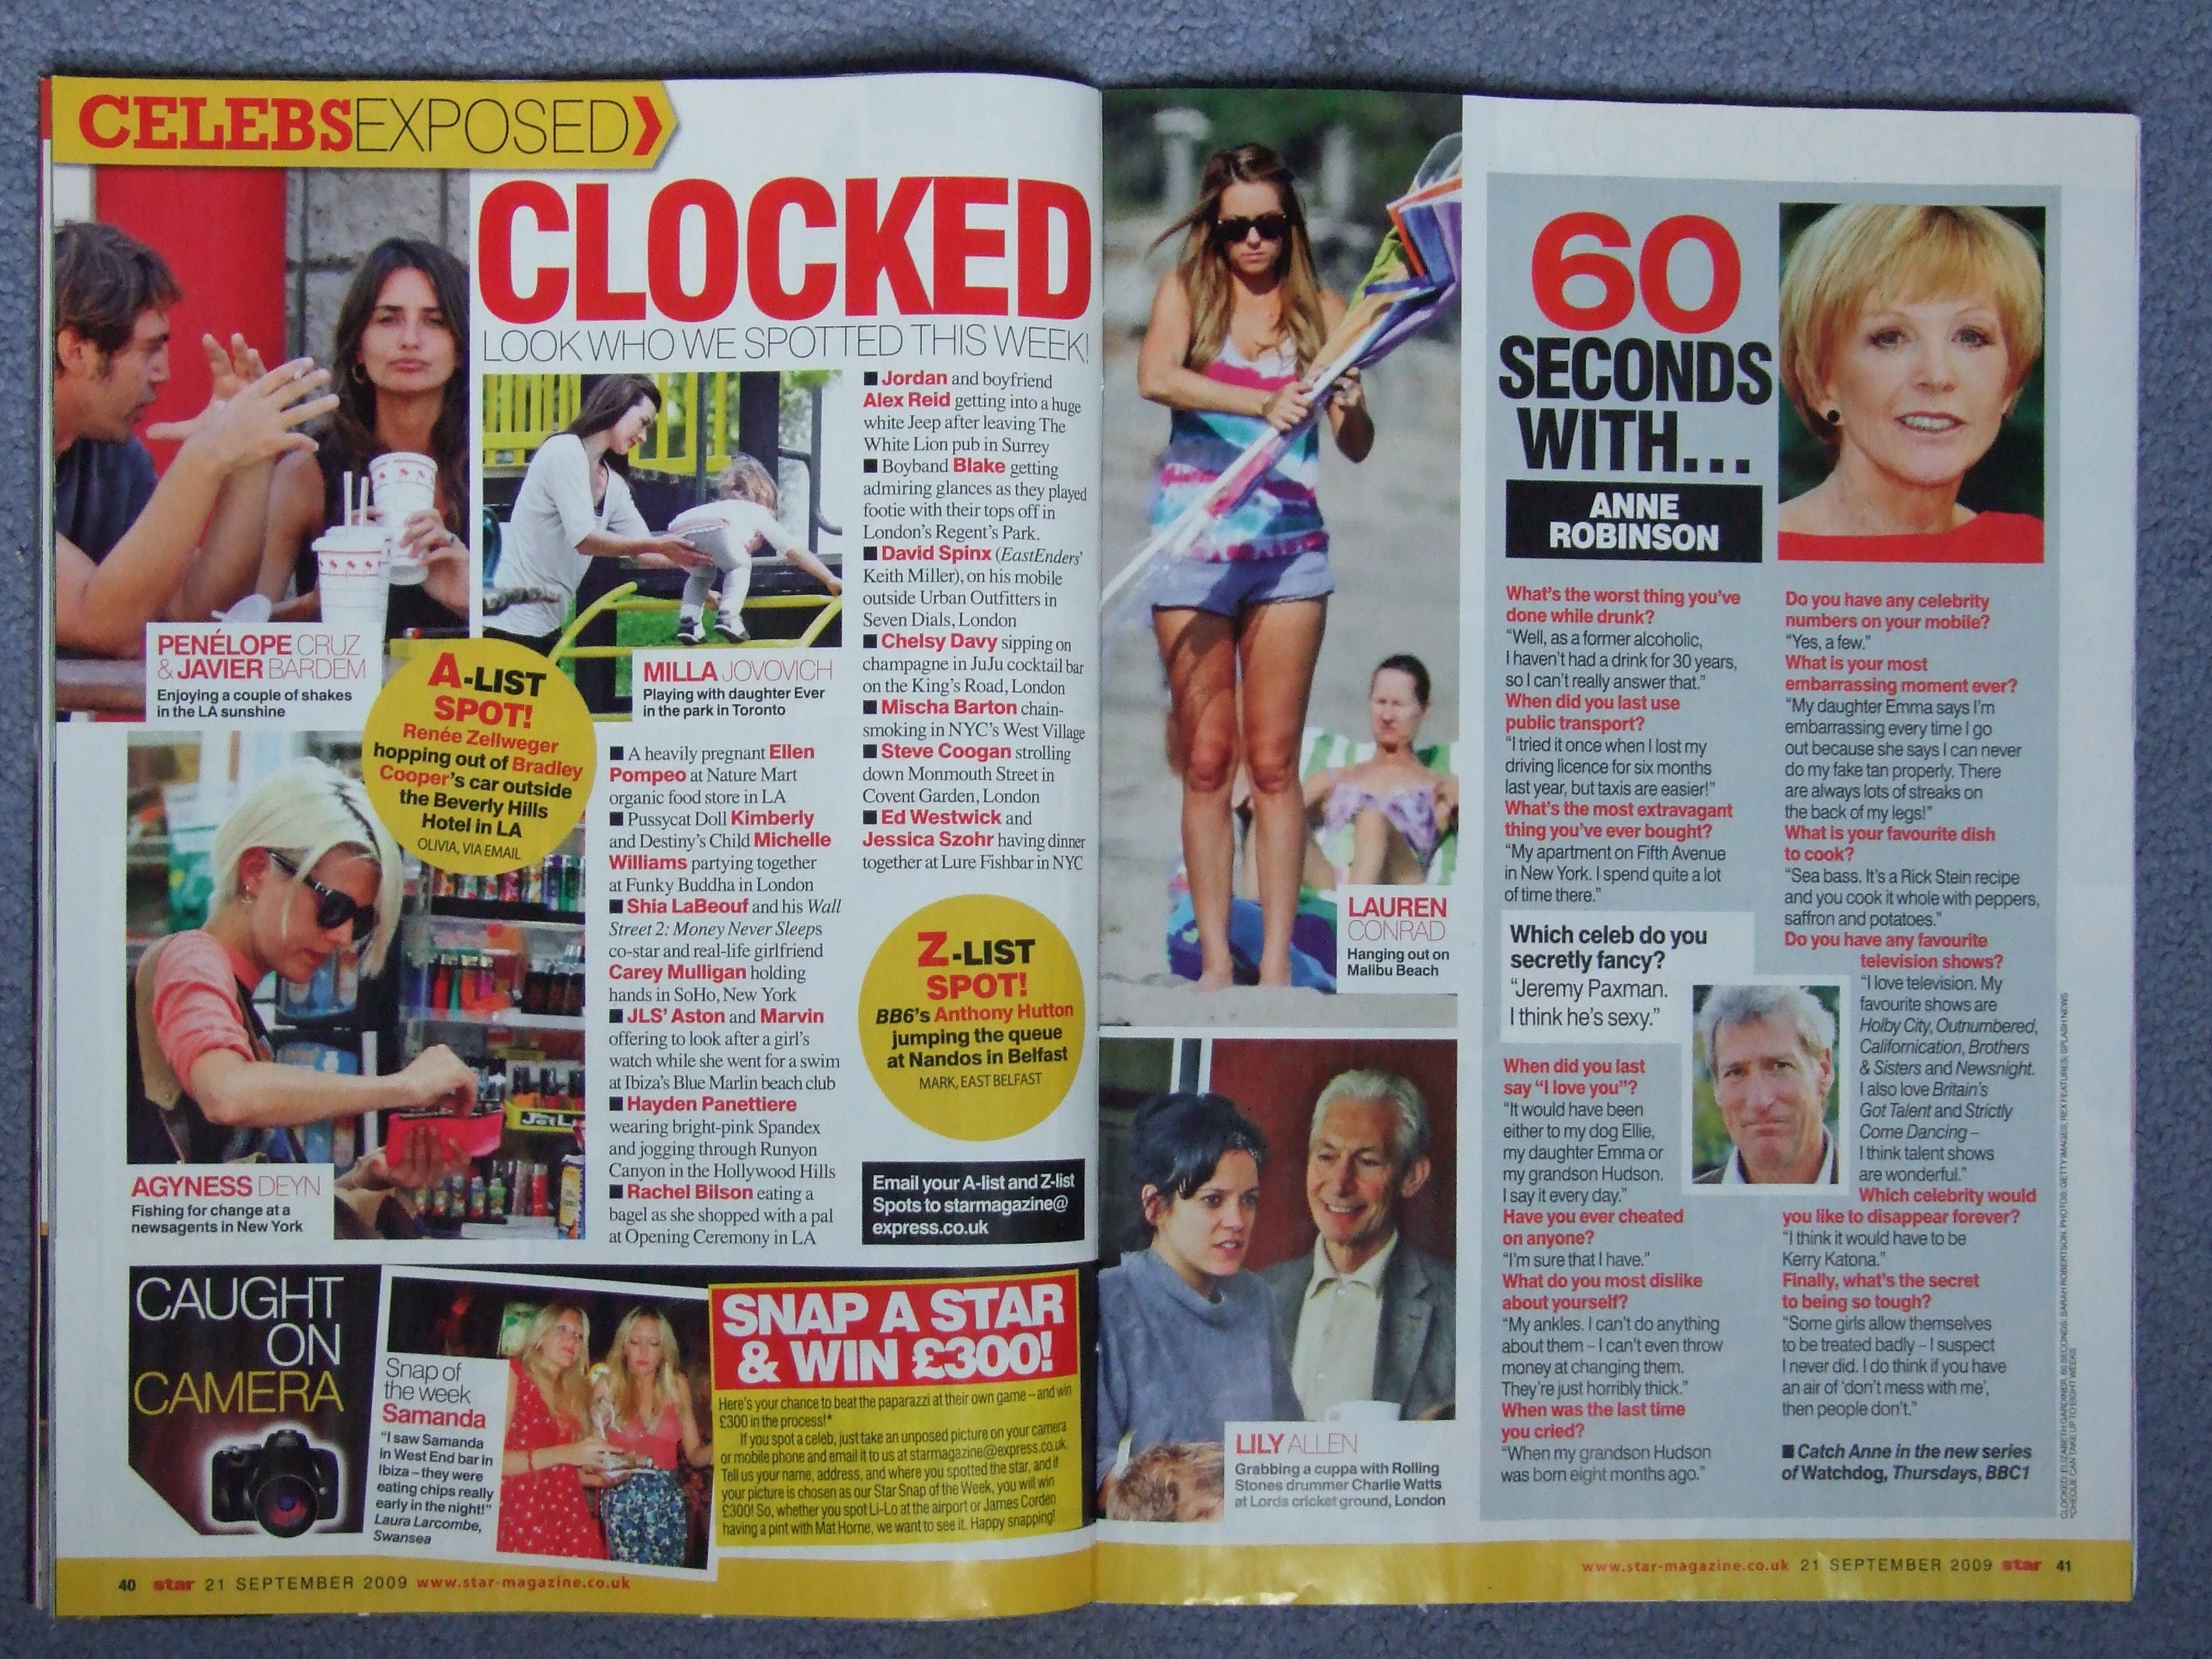 CELEBSEXPOSED
CLOCKED
LOOK WHO WE SPOTTED THIS WEEK!
PENÉLOPE CRUZ
& JAVIER BARDEM
Enjoying a couple of shakes
in the LA sunshine
A-LIST
SPOT!
Renée Zellweger
hopping out of Bradley
Cooper's car outside
the Beverly Hills
Hotel in LA
OLIVIA, VIA EMAIL
MILLA JOVOVICH
Playing with daughter Ever
in the park in Toronto
AGYNESS DEYN
Fishing for change at a
newsagents in New York
■ A heavily pregnant Ellen
Pompeo at Nature Mart
organic food store in LA
■ Pussycat Doll Kimberly
and Destiny's Child Michelle
Williams partying together
at Funky Buddha in London
■ Shia LaBeouf and his Wall
Street 2: Money Never Sleeps
co-star and real-life girlfriend
Carey Mulligan holding
hands in SoHo, New York
■ JLS' Aston and Marvin
offering to look after a girl's
watch while she went for a swim
at Ibiza's Blue Marlin beach club
■ Hayden Panettiere
wearing bright-pink Spandex
and jogging through Runyon
Canyon in the Hollywood Hills
■ Rachel Bilson eating a
bagel as she shopped with a pal
at Opening Ceremony in LA
■ Jordan and boyfriend
Alex Reid getting into a huge
white Jeep after leaving The
White Lion pub in Surrey
■ Boyband Blake getting
admiring glances as they played
footie with their tops off in
London's Regent's Park.
■ David Spinx (EastEnders'
Keith Miller), on his mobile
outside Urban Outfitters in
Seven Dials, London
■ Chelsy Davy sipping on
champagne in JuJu cocktail bar
on the King's Road, London
■ Mischa Barton chain-
smoking in NYC's West Village
■ Steve Coogan strolling
down Monmouth Street in
Covent Garden, London
■ Ed Westwick and
Jessica Szohr having dinner
together at Lure Fishbar in NYC
Z-LIST
SPOT!
BB6's Anthony Hutton
jumping the queue
at Nandos in Belfast
MARK, EAST BELFAST
Email your A-list and Z-list
Spots to starmagazine@
express.co.uk
CAUGHT
ON
CAMERA
Snap of
the week
Samanda
"I saw Samanda
in West End bar in
Ibiza – they were
eating chips really
early in the night!"
Laura Larcombe,
Swansea
SNAP A STAR
& WIN £300!
Here's your chance to beat the paparazzi at their own game – and win
£300 in the process!*
If you spot a celeb, just take an unposed picture on your camera
or mobile phone and email it to us at starmagazine@express.co.uk.
Tell us your name, address, and where you spotted the star, and if
your picture is chosen as our Star Snap of the Week, you will win
£300! So, whether you spot Li-Lo at the airport or James Corden
having a pint with Mat Horne, we want to see it. Happy snapping!
40 star 21 SEPTEMBER 2009 www.star-magazine.co.uk
LAUREN
CONRAD
Hanging out on
Malibu Beach
LILY ALLEN
Grabbing a cuppa with Rolling
Stones drummer Charlie Watts
at Lords cricket ground, London
60
SECONDS
WITH...
ANNE
ROBINSON
What's the worst thing you've
done while drunk?
"Well, as a former alcoholic,
I haven't had a drink for 30 years,
so I can't really answer that."
When did you last use
public transport?
"I tried it once when I lost my
driving licence for six months
last year, but taxis are easier!"
What's the most extravagant
thing you've ever bought?
"My apartment on Fifth Avenue
in New York. I spend quite a lot
of time there."
Which celeb do you
secretly fancy?
"Jeremy Paxman.
I think he's sexy."
When did you last
say "I love you"?
"It would have been
either to my dog Ellie,
my daughter Emma or
my grandson Hudson.
I say it every day."
Have you ever cheated
on anyone?
"I'm sure that I have."
What do you most dislike
about yourself?
"My ankles. I can't do anything
about them – I can't even throw
money at changing them.
They're just horribly thick."
When was the last time
you cried?
"When my grandson Hudson
was born eight months ago."
Do you have any celebrity
numbers on your mobile?
"Yes, a few."
What is your most
embarrassing moment ever?
"My daughter Emma says I'm
embarrassing every time I go
out because she says I can never
do my fake tan properly. There
are always lots of streaks on
the back of my legs!"
What is your favourite dish
to cook?
"Sea bass. It's a Rick Stein recipe
and you cook it whole with peppers,
saffron and potatoes."
Do you have any favourite
television shows?
"I love television. My
favourite shows are
Holby City, Outnumbered,
Californication, Brothers
& Sisters and Newsnight.
I also love Britain's
Got Talent and Strictly
Come Dancing –
I think talent shows
are wonderful."
Which celebrity would
you like to disappear forever?
"I think it would have to be
Kerry Katona."
Finally, what's the secret
to being so tough?
"Some girls allow themselves
to be treated badly – I suspect
I never did. I do think if you have
an air of 'don't mess with me',
then people don't."
■ Catch Anne in the new series
of Watchdog, Thursdays, BBC1
CLOCKED: ELIZABETH GARDINER. 60 SECONDS: SARAH ROBERTSON. PHOTOS: GETTY IMAGES; REX FEATURES; SPLASH NEWS
*CHEQUE CAN TAKE UP TO EIGHT WEEKS
www.star-magazine.co.uk 21 SEPTEMBER 2009 star 41